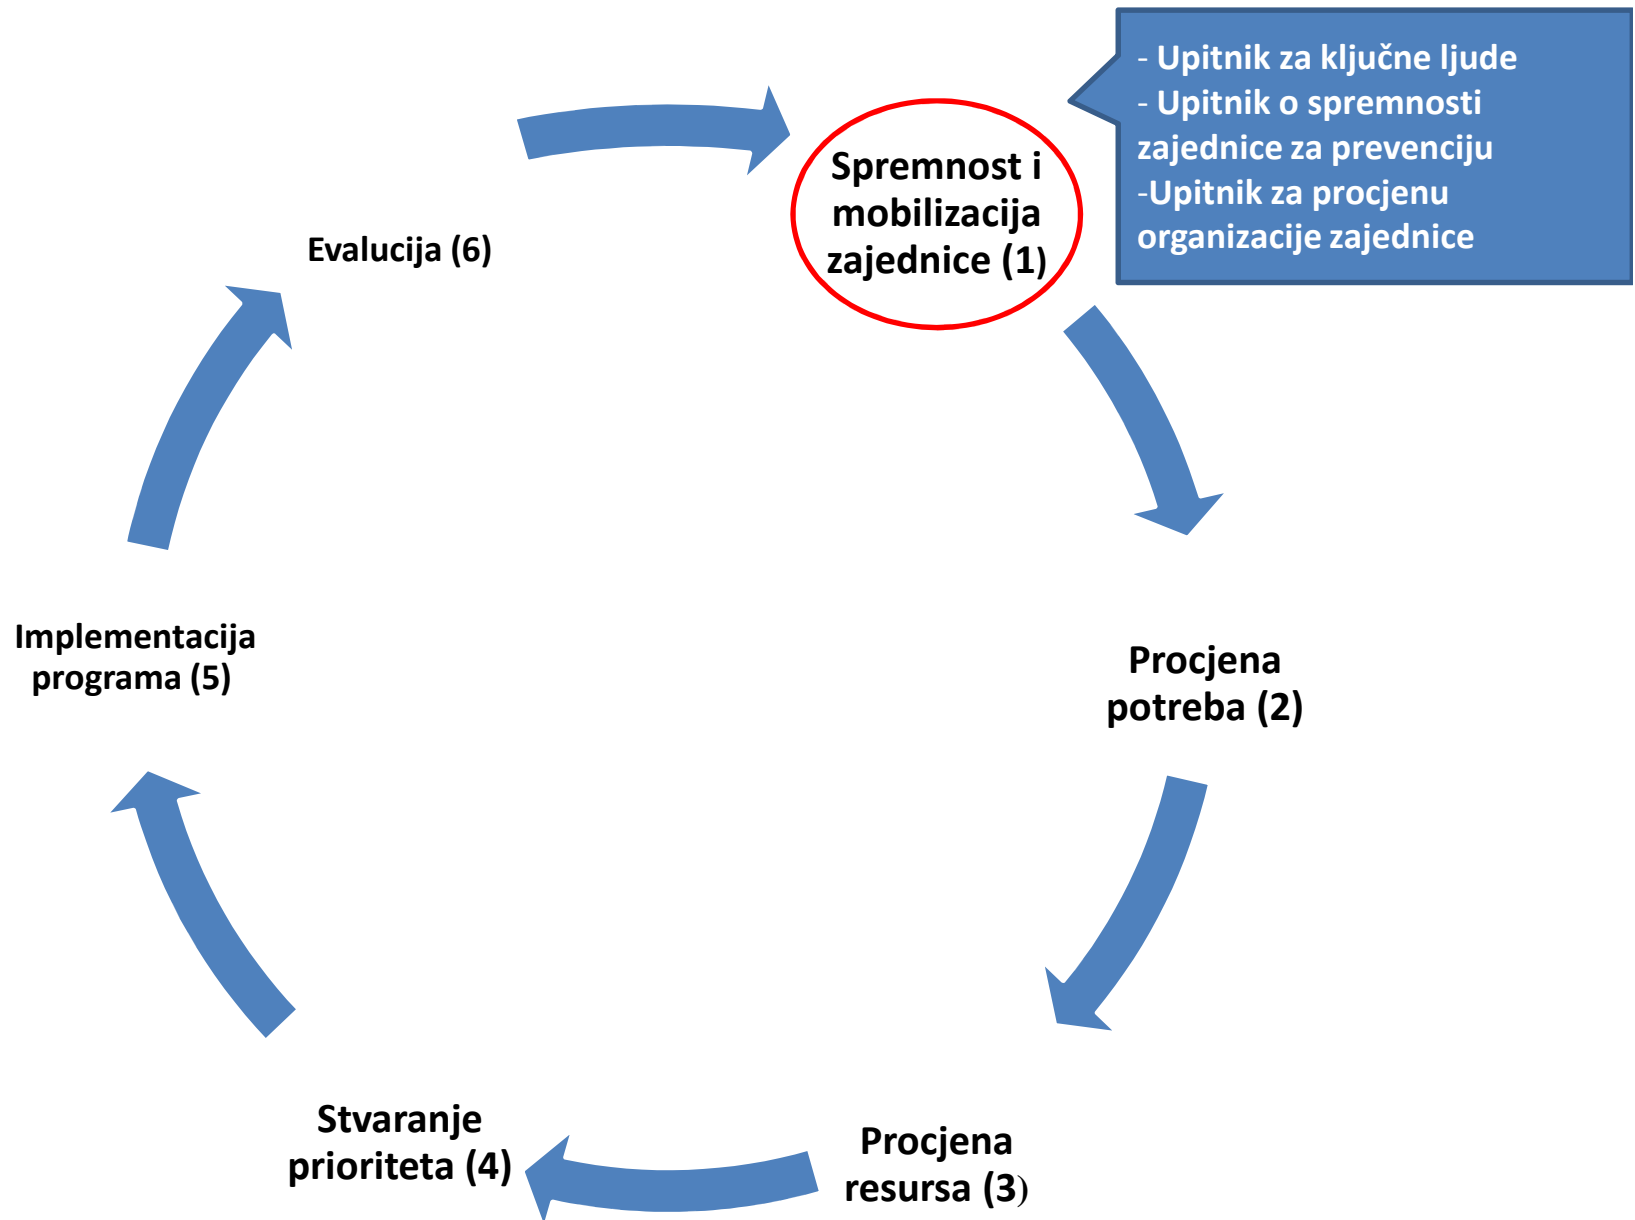 - Upitnik za ključne ljude
- Upitnik o spremnosti
zajednice za prevenciju
-Upitnik za procjenu
organizacije zajednice
Spremnost i
mobilizacija
zajednice (1)
Evalucija (6)
Implementacija
programa (5)
Procjena
potreba (2)
Stvaranje
prioriteta (4)
Procjena
resursa (3)